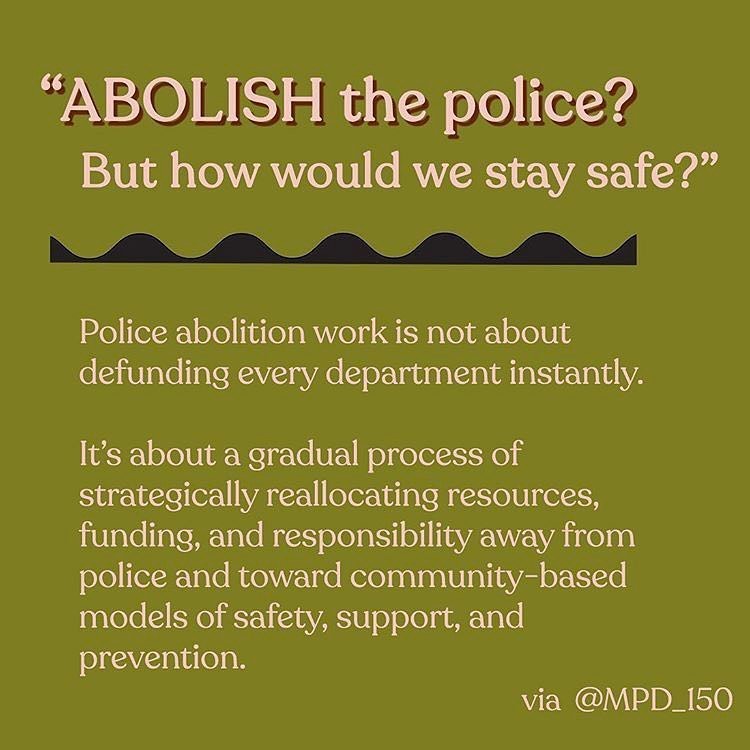 “ABOLISH the police?
But how would we stay safe?”
Police abolition work is not about
defunding every department instantly.
It’s about a gradual process of
strategically reallocating resources,
funding, and responsibility away from
police and toward community-based
models of safety, support, and
prevention.
via @MPD_150